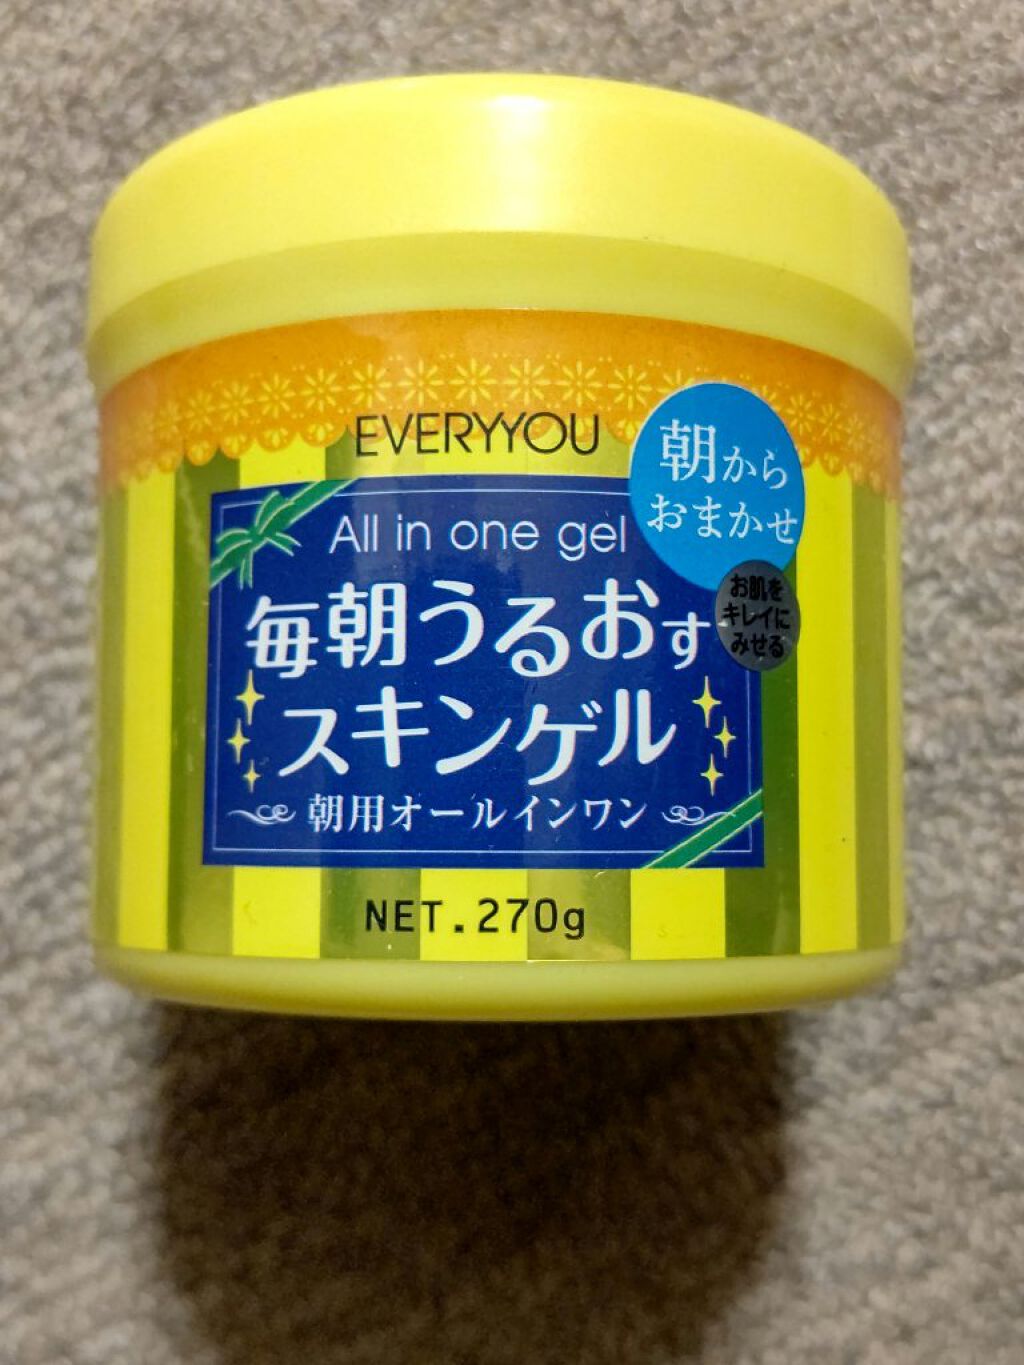 EVERYYOU
朝から
おまかせ
All in one gel
お肌を
キレイに
みせる
毎朝うるおす
スキンゲル
朝用オールインワン
NET.270g